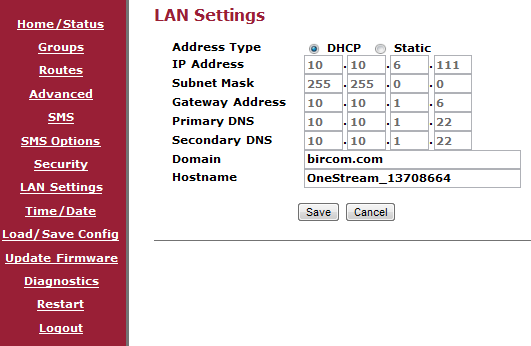 Home/Status
Groups
Routes
Advanced
SMS
SMS Options
Security
LAN Settings
Time/Date
Load/Save Config
Update Firmware
Diagnostics
Restart
Logout
LAN Settings
Address Type DHCP Static
IP Address 10 . 10 . 6 . 111
Subnet Mask 255 . 255 . 0 . 0
Gateway Address 10 . 10 . 1 . 6
Primary DNS 10 . 10 . 1 . 22
Secondary DNS 10 . 10 . 1 . 22
Domain bircom.com
Hostname OneStream_13708664
Save Cancel